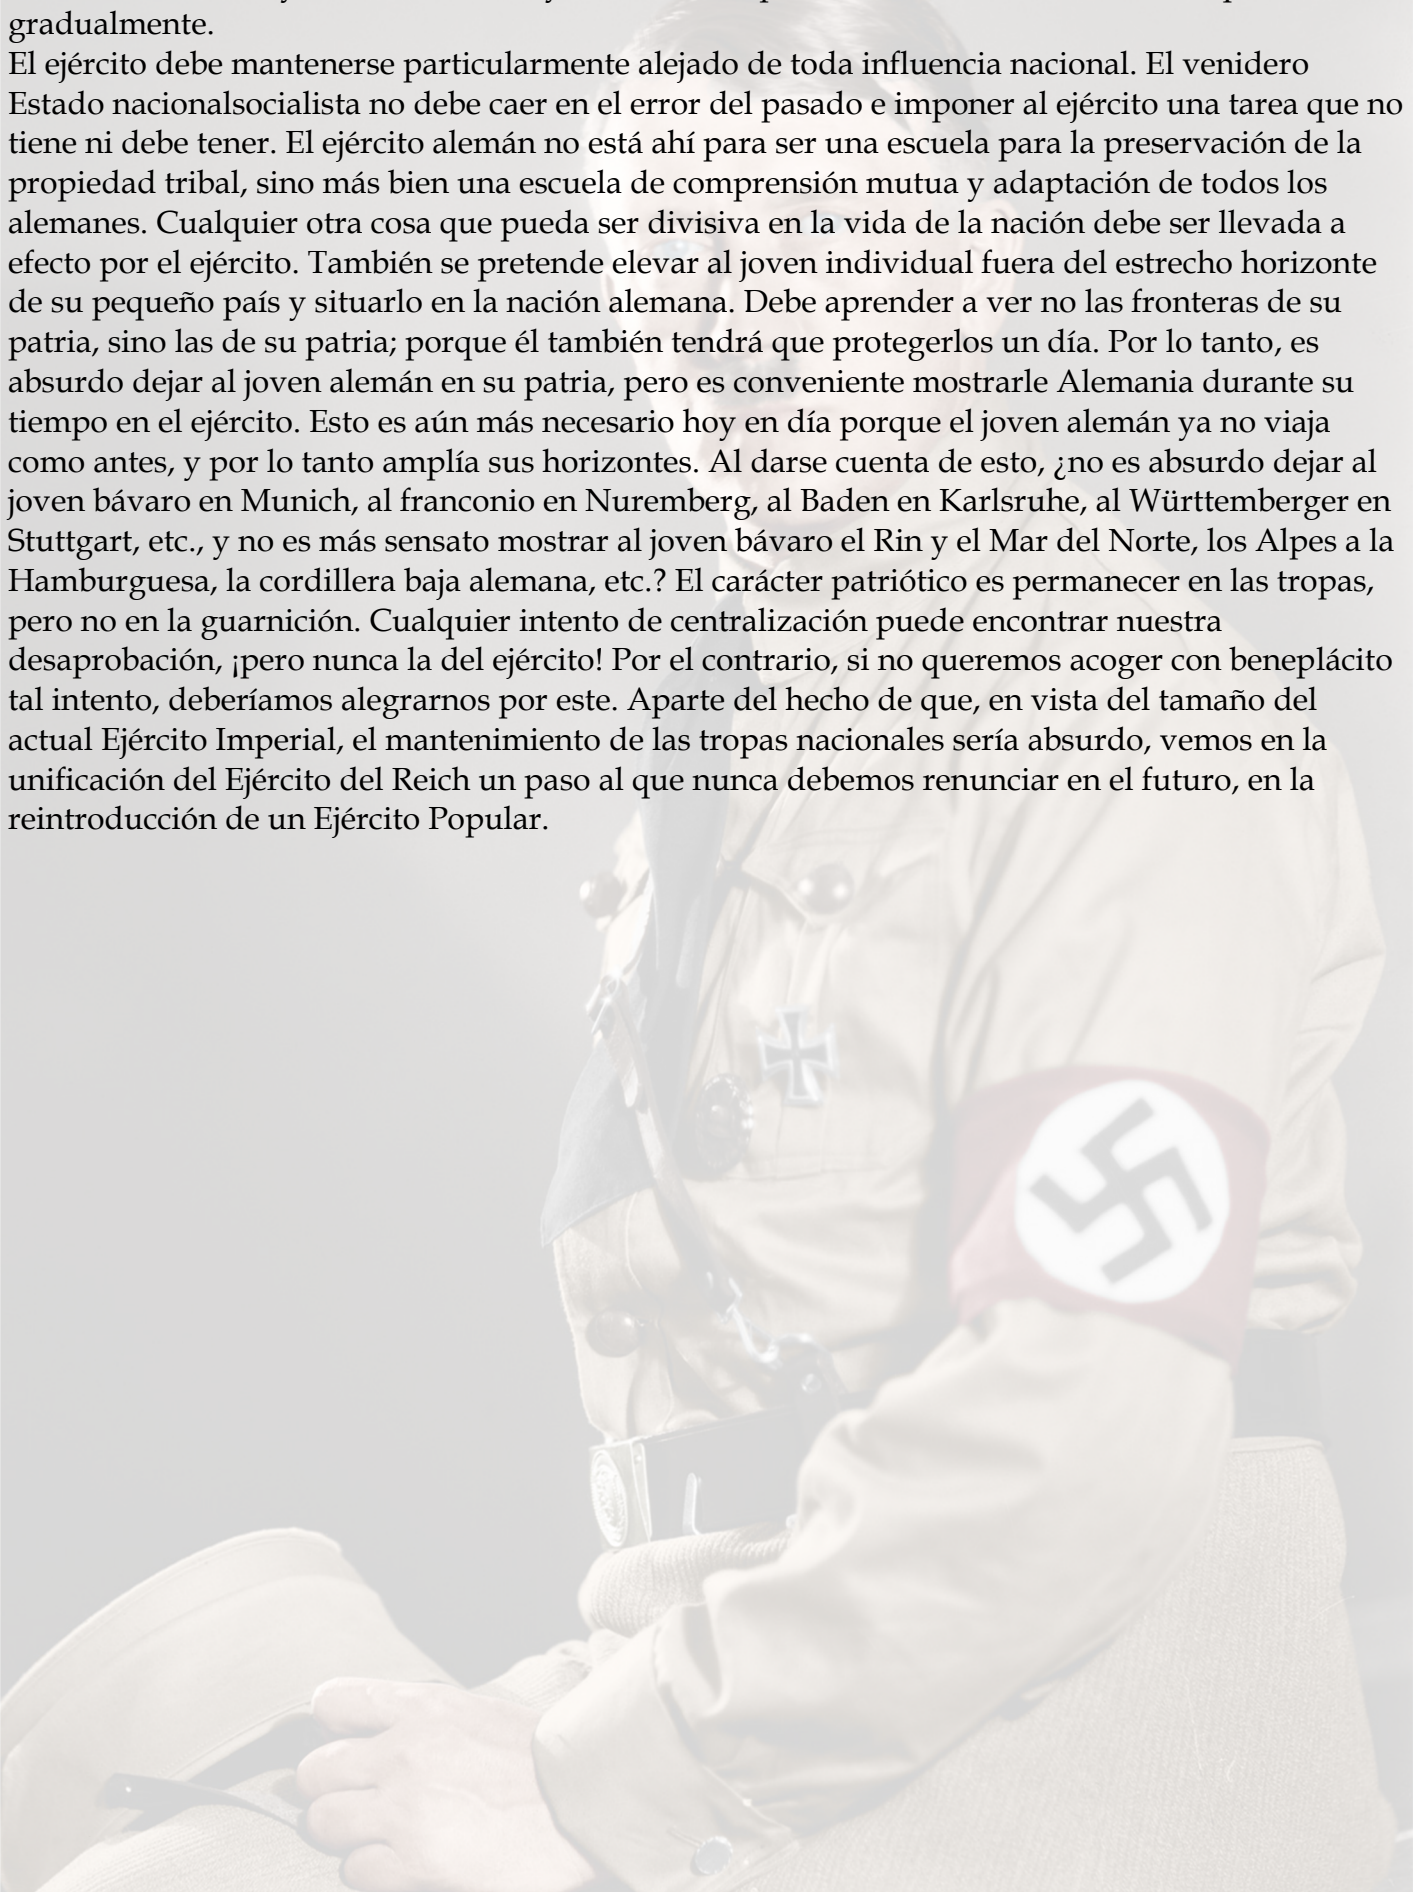 gradualmente.
El ejército debe mantenerse particularmente alejado de toda influencia nacional. El venidero
Estado nacionalsocialista no debe caer en el error del pasado e imponer al ejército una tarea que no
tiene ni debe tener. El ejército alemán no está ahí para ser una escuela para la preservación de la
propiedad tribal, sino más bien una escuela de comprensión mutua y adaptación de todos los
alemanes. Cualquier otra cosa que pueda ser divisiva en la vida de la nación debe ser llevada a
efecto por el ejército. También se pretende elevar al joven individual fuera del estrecho horizonte
de su pequeño país y situarlo en la nación alemana. Debe aprender a ver no las fronteras de su
patria, sino las de su patria; porque él también tendrá que protegerlos un día. Por lo tanto, es
absurdo dejar al joven alemán en su patria, pero es conveniente mostrarle Alemania durante su
tiempo en el ejército. Esto es aún más necesario hoy en día porque el joven alemán ya no viaja
como antes, y por lo tanto amplía sus horizontes. Al darse cuenta de esto, ¿no es absurdo dejar al
joven bávaro en Munich, al franconio en Nuremberg, al Baden en Karlsruhe, al Württemberger en
Stuttgart, etc., y no es más sensato mostrar al joven bávaro el Rin y el Mar del Norte, los Alpes a la
Hamburguesa, la cordillera baja alemana, etc.? El carácter patriótico es permanecer en las tropas,
pero no en la guarnición. Cualquier intento de centralización puede encontrar nuestra
desaprobación, ¡pero nunca la del ejército! Por el contrario, si no queremos acoger con beneplácito
tal intento, deberíamos alegrarnos por este. Aparte del hecho de que, en vista del tamaño del
actual Ejército Imperial, el mantenimiento de las tropas nacionales sería absurdo, vemos en la
unificación del Ejército del Reich un paso al que nunca debemos renunciar en el futuro, en la
reintroducción de un Ejército Popular.